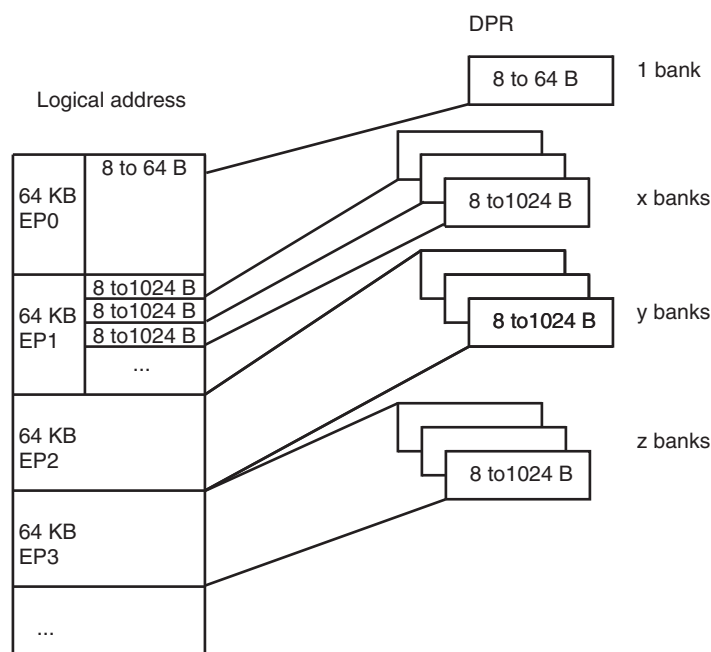 DPR
8 to 64 B
1 bank
Logical address
8 to 64 B
64 KB
EP0
8 to1024 B
x banks
8 to1024 B
8 to1024 B
8 to1024 B
64 KB
EP1
...
8 to1024 B
y banks
64 KB
EP2
8 to1024 B
z banks
64 KB
EP3
...